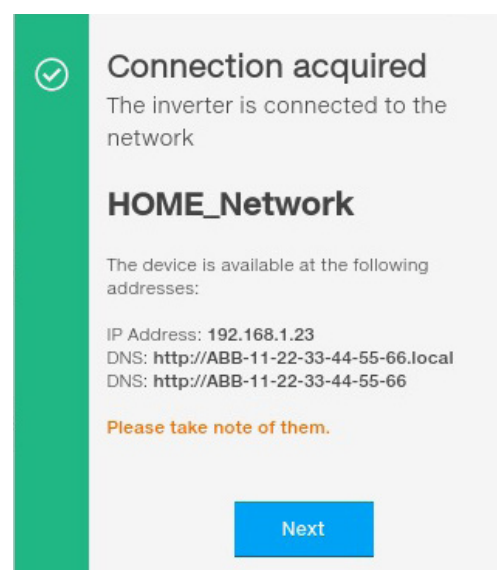 Connection acquired
The inverter is connected to the
network
HOME_Network
The device is available at the following
addresses:
IP Address: 192.168.1.23
DNS: http://ABB-11-22-33-44-55-66.local
DNS: http://ABB-11-22-33-44-55-66
Please take note of them.
Next